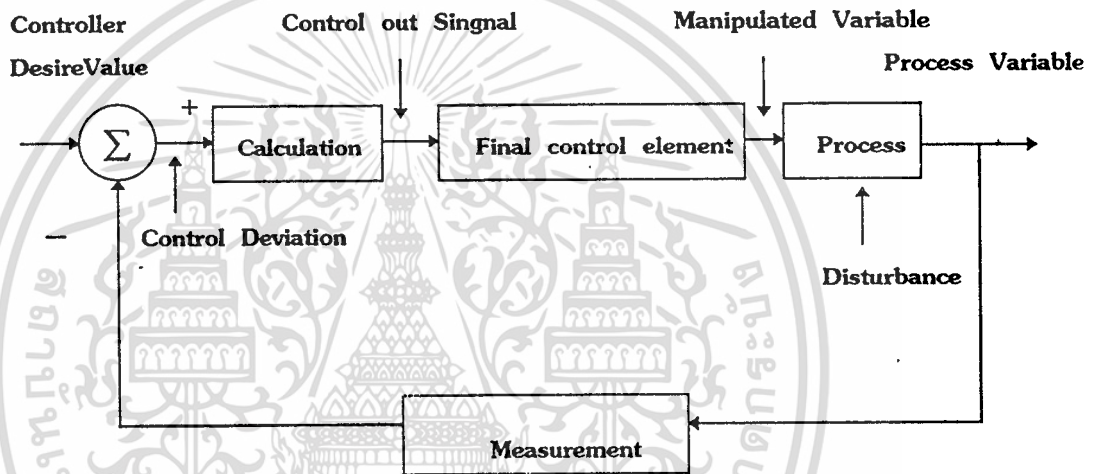 Controller
DesireValue
Control out Singnal
Manipulated Variable
Process Variable
+
Σ
Calculation
Final control element
Process
−
Control Deviation
Disturbance
Measurement